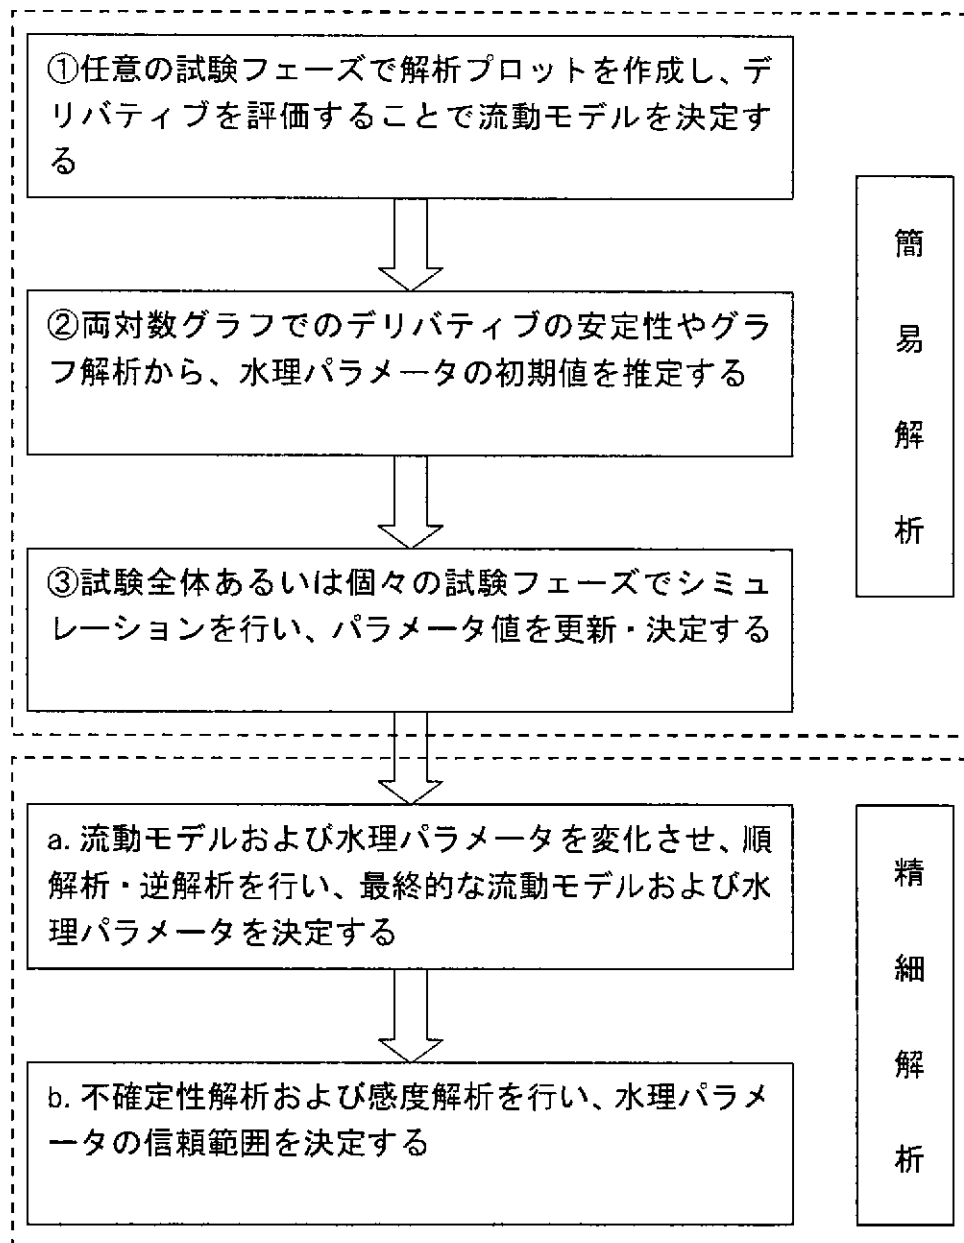 ①任意の試験フェーズで解析プロットを作成し、デ
リバティブを評価することで流動モデルを決定す
る
②両対数グラフでのデリバティブの安定性やグラ
フ解析から、水理パラメータの初期値を推定する
③試験全体あるいは個々の試験フェーズでシミュ
レーションを行い、パラメータ値を更新・決定する
簡易解析
a. 流動モデルおよび水理パラメータを変化させ、順
解析・逆解析を行い、最終的な流動モデルおよび水
理パラメータを決定する
b. 不確定性解析および感度解析を行い、水理パラメ
ータの信頼範囲を決定する
精細解析